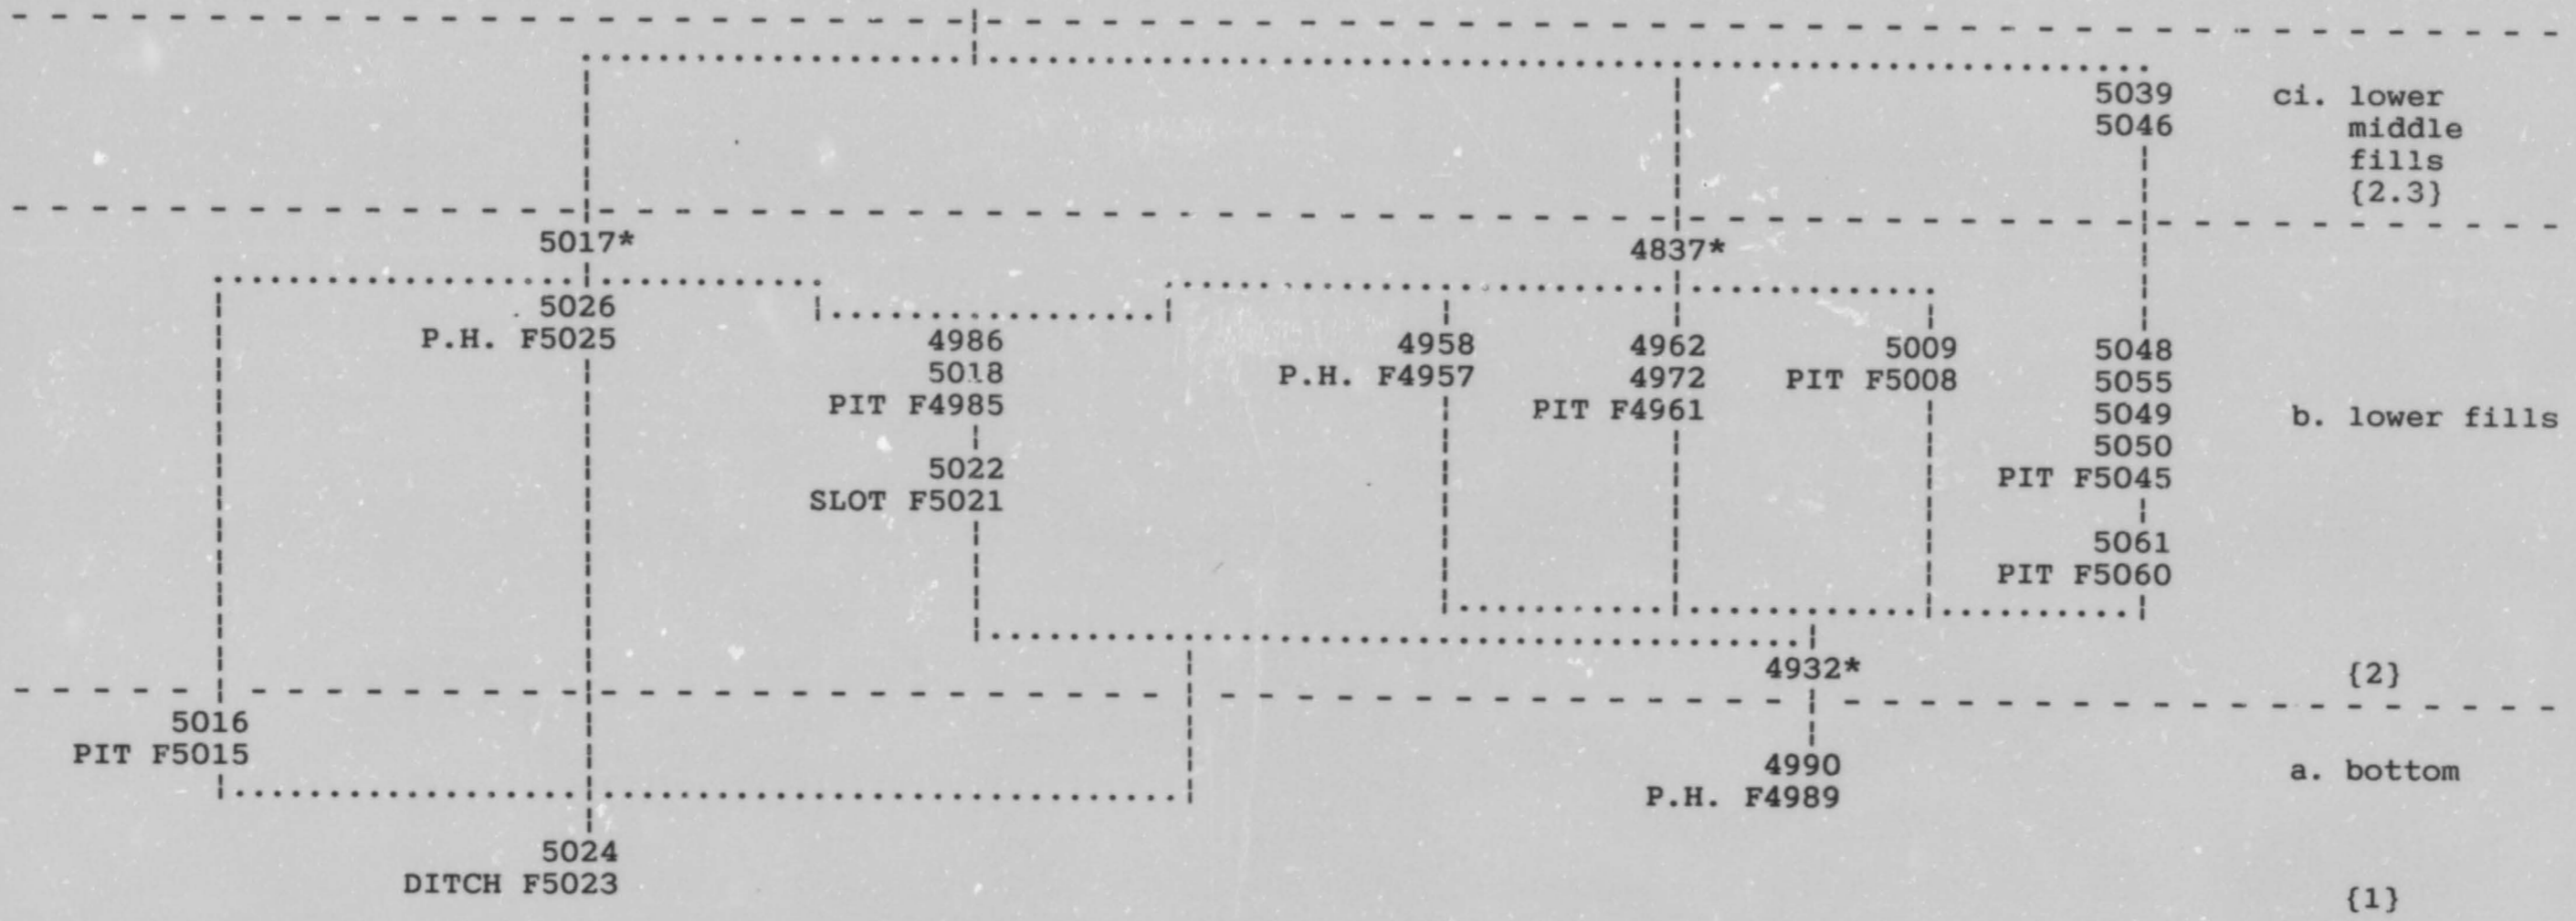 5039 ci. lower
5046 middle
fills
{2.3}
5017* 4837*
5026
P.H. F5025
4986 4958 4962 5009 5048
5018 P.H. F4957 4972 PIT F5008 5055
PIT F4985 PIT F4961 5049 b. lower fills
5050
5022 PIT F5045
SLOT F5021
5061
PIT F5060
4932* {2}
5016
PIT F5015 4990 a. bottom
P.H. F4989
5024
DITCH F5023
{1}